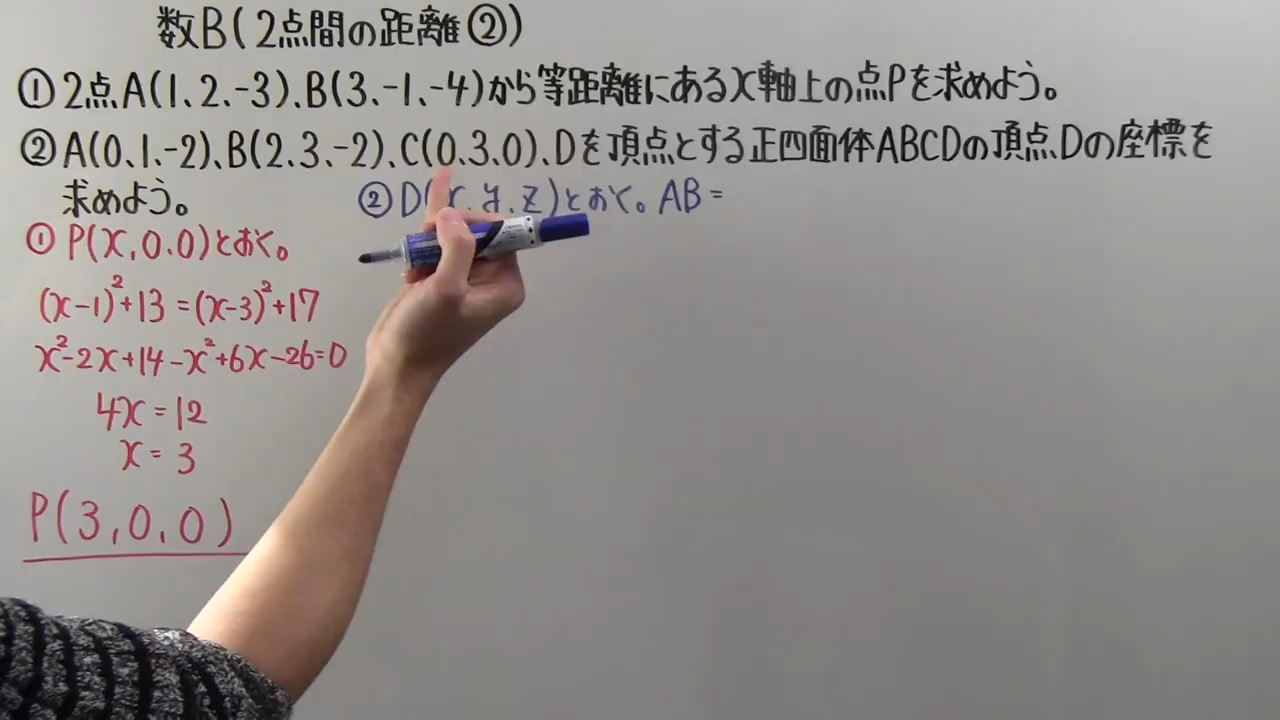 数B(2点間の距離②)
①2点A(1、2、-3)、B(3、-1、-4)から等距離にあるx軸上の点Pを求めよう。
②A(0、1、-2)、B(2、3、-2)、C(0、3、0)、Dを頂点とする正四面体ABCDの頂点Dの座標を
求めよう。
①P(x,0,0)とおく。
(x-1)²+13=(x-3)²+17
x²-2x+14-x²+6x-26=0
4x=12
x=3
P(3,0,0)
②D(x,y,z)とおく。AB=